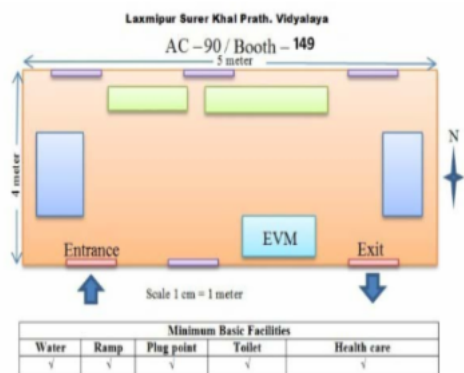 Laxmipur Surer Khal Prath. Vidyalaya
AC – 90 / Booth – 149
5 meter
4 meter
N
Entrance
EVM
Exit
Scale 1 cm = 1 meter
Minimum Basic Facilities
Water Ramp Plug point Toilet Health care
√ √ √ √ √